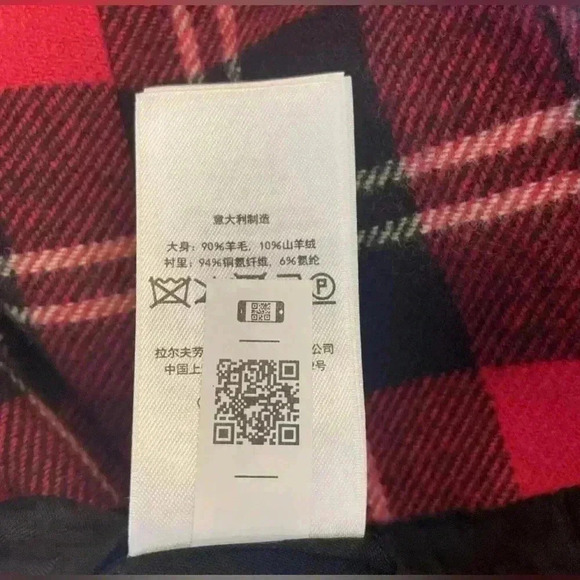 意大利制造
大身：90%羊毛，10%山羊绒
衬里：94%铜氨纤维，6%氨纶
P
拉尔夫劳 公司
中国上 号